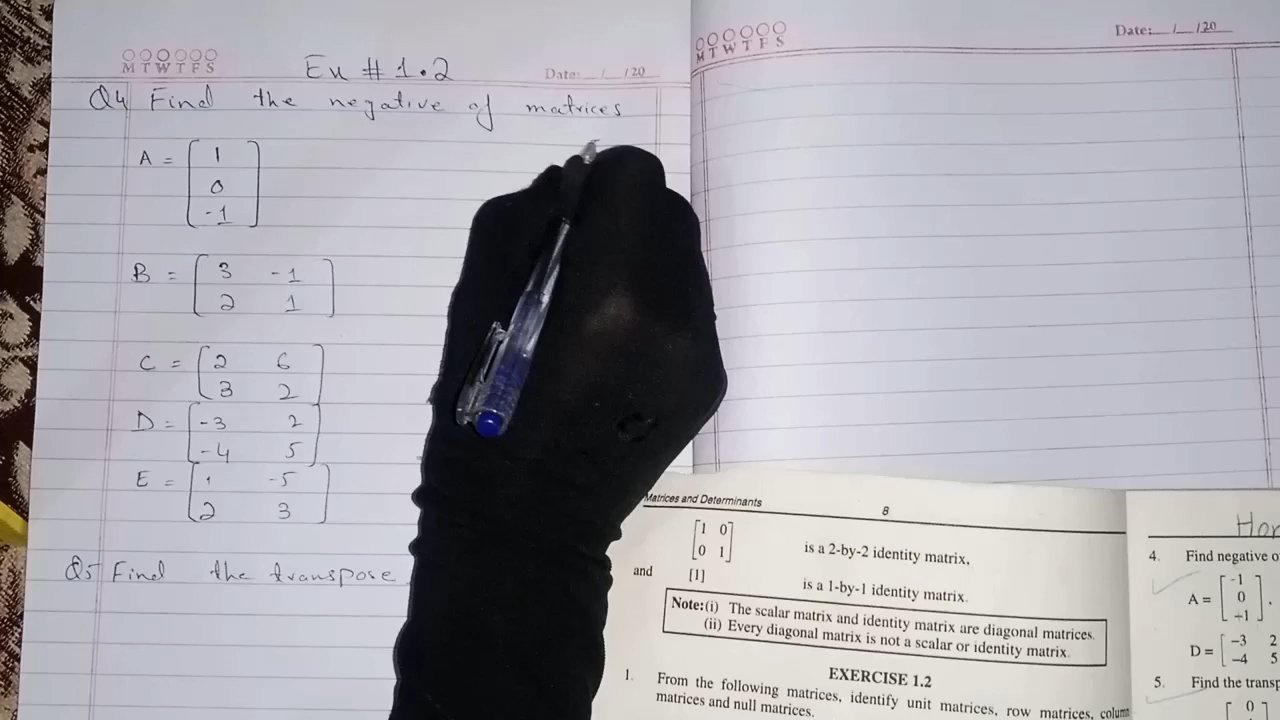 M T W T F S
Ex # 1.2
Date: __/__/20
Q4 Find the negative of matrices
A = [ 1
0
-1 ]
B = [ 3 -1
2 1 ]
C = [ 2 6
3 2 ]
D = [ -3 2
-4 5 ]
E = [ 1 -5
2 3 ]
Q5 Find the transpose
M T W T F S
Date: __/__/20
Matrices and Determinants 8
[ 1 0
0 1 ] is a 2-by-2 identity matrix,
and [1] is a 1-by-1 identity matrix.
Note: (i) The scalar matrix and identity matrix are diagonal matrices.
(ii) Every diagonal matrix is not a scalar or identity matrix.
EXERCISE 1.2
1. From the following matrices, identify unit matrices, row matrices,
matrices and null matrices.
4. Find negative
A = [ -1
0
-1 ].
D = [ -3 2
-4 5
5. Find the
[ 0 ]